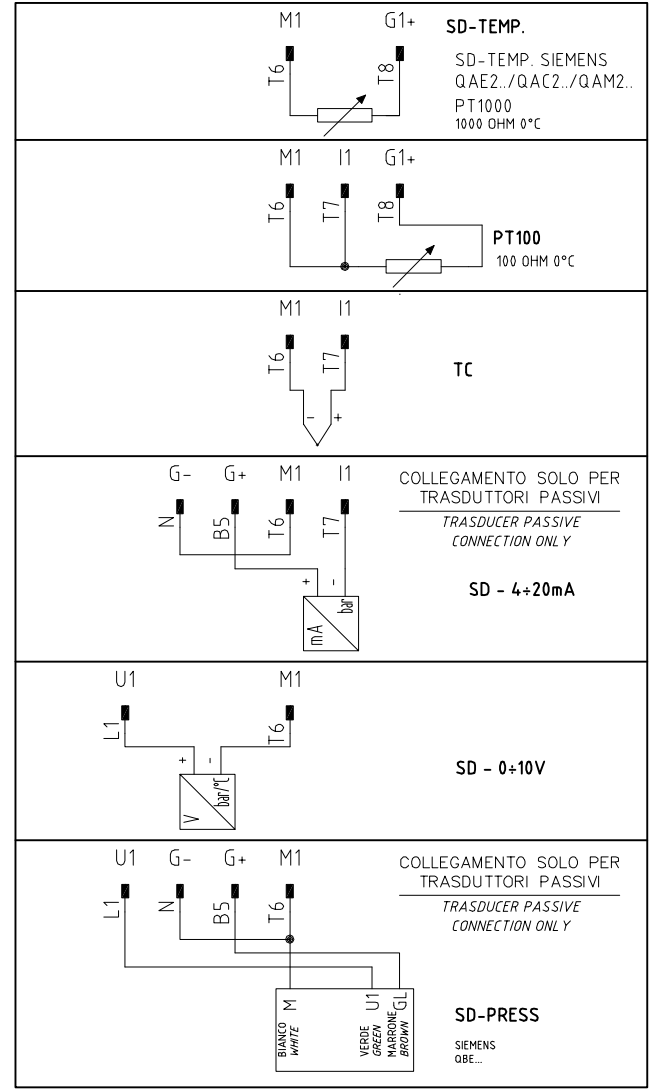 M1 G1+ SD-TEMP.
T6 T8
SD-TEMP. SIEMENS
QAE2../QAC2../QAM2..
PT1000
1000 OHM 0°C
M1 I1 G1+
T6 T7 T8
PT100
100 OHM 0°C
M1 I1
T6 T7
TC
- +
G- G+ M1 I1
N B5 T6 T7
COLLEGAMENTO SOLO PER
TRASDUTTORI PASSIVI
TRASDUCER PASSIVE
CONNECTION ONLY
+ -
mA bar
SD - 4÷20mA
U1 M1
L1 T6
+ -
V bar/°C
SD - 0÷10V
U1 G- G+ M1
L1 N B5 T6
COLLEGAMENTO SOLO PER
TRASDUTTORI PASSIVI
TRASDUCER PASSIVE
CONNECTION ONLY
M U1 GL
BIANCO
WHITE
VERDE
GREEN
MARRONE
BROWN
SD-PRESS
SIEMENS
QBE...